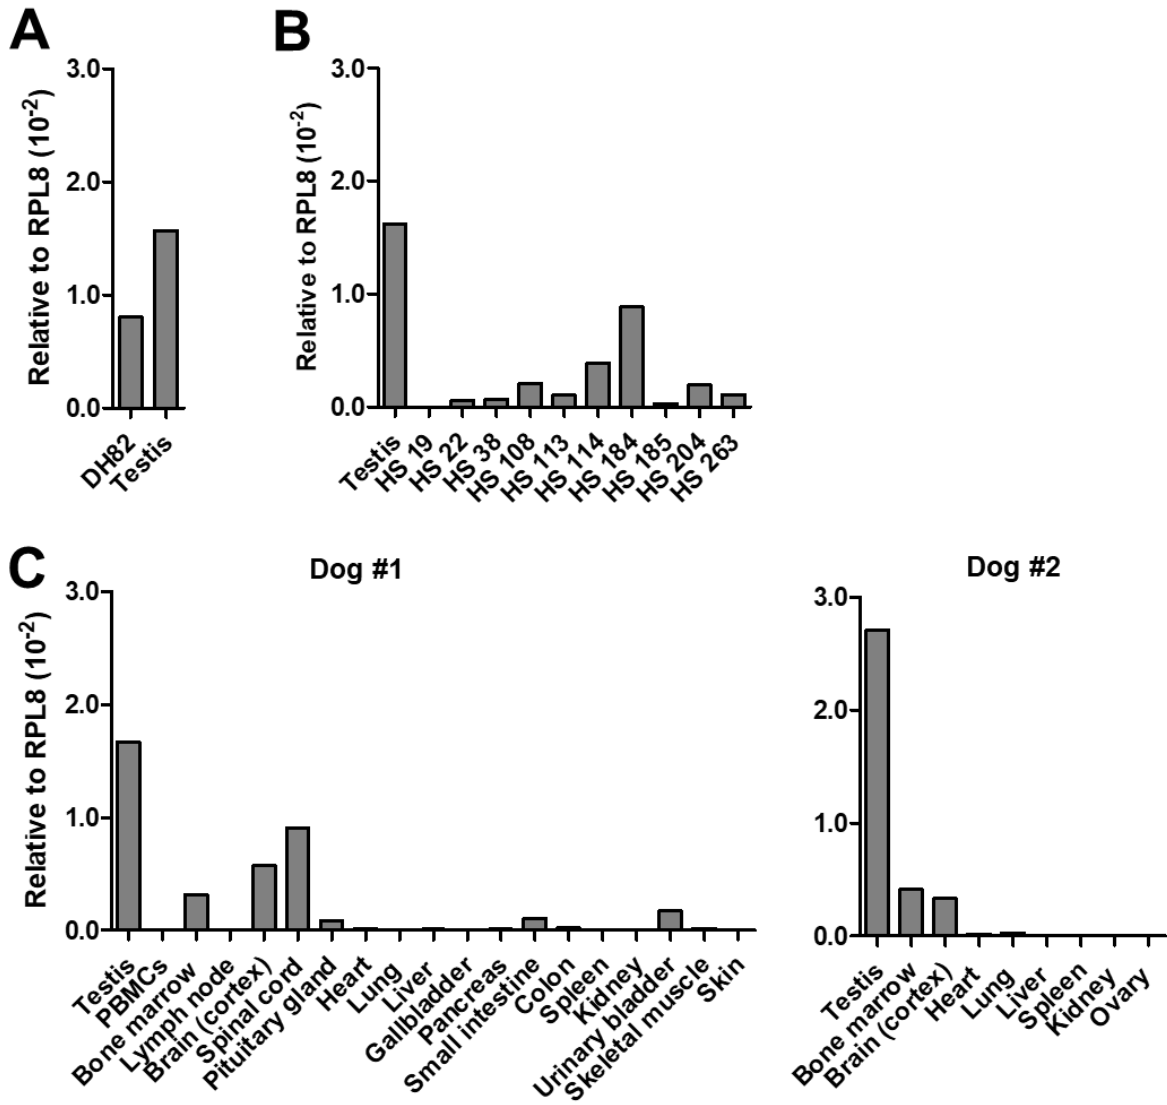 A
Relative to RPL8 (10⁻²)
3.0
2.0
1.0
0.0
DH82
Testis
B
Relative to RPL8 (10⁻²)
3.0
2.0
1.0
0.0
Testis
HS 19
HS 22
HS 38
HS 108
HS 113
HS 114
HS 184
HS 185
HS 204
HS 263
C
Dog #1
Relative to RPL8 (10⁻²)
3.0
2.0
1.0
0.0
Testis
PBMCs
Bone marrow
Lymph node
Brain (cortex)
Spinal cord
Pituitary gland
Heart
Lung
Liver
Gallbladder
Pancreas
Small intestine
Colon
Spleen
Kidney
Urinary bladder
Skeletal muscle
Skin
Dog #2
3.0
2.0
1.0
0.0
Testis
Bone marrow
Brain (cortex)
Heart
Lung
Liver
Spleen
Kidney
Ovary